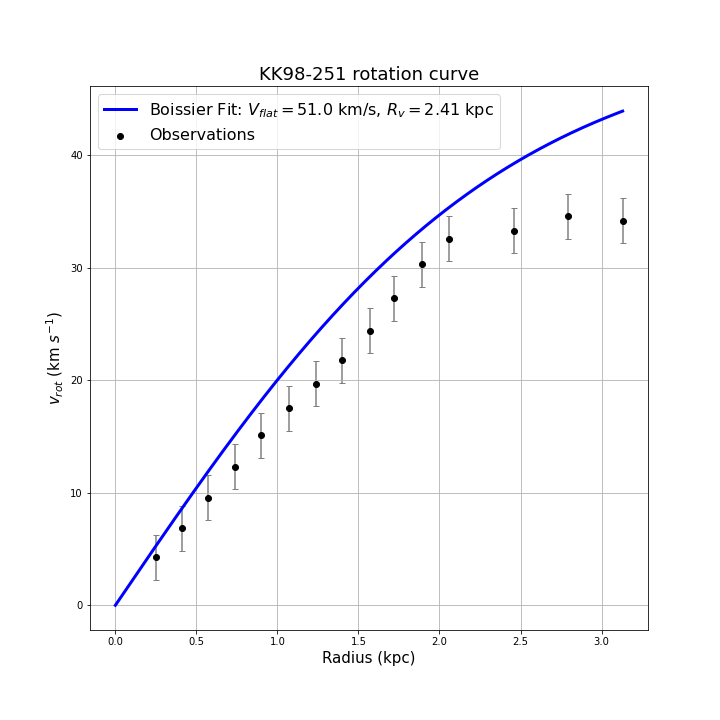 KK98-251 rotation curve
Boissier Fit: $V_{flat} = 51.0$ km/s, $R_v = 2.41$ kpc
Observations
40
30
20
10
0
$v_{rot}$ (km $s^{-1}$)
0.0 0.5 1.0 1.5 2.0 2.5 3.0
Radius (kpc)